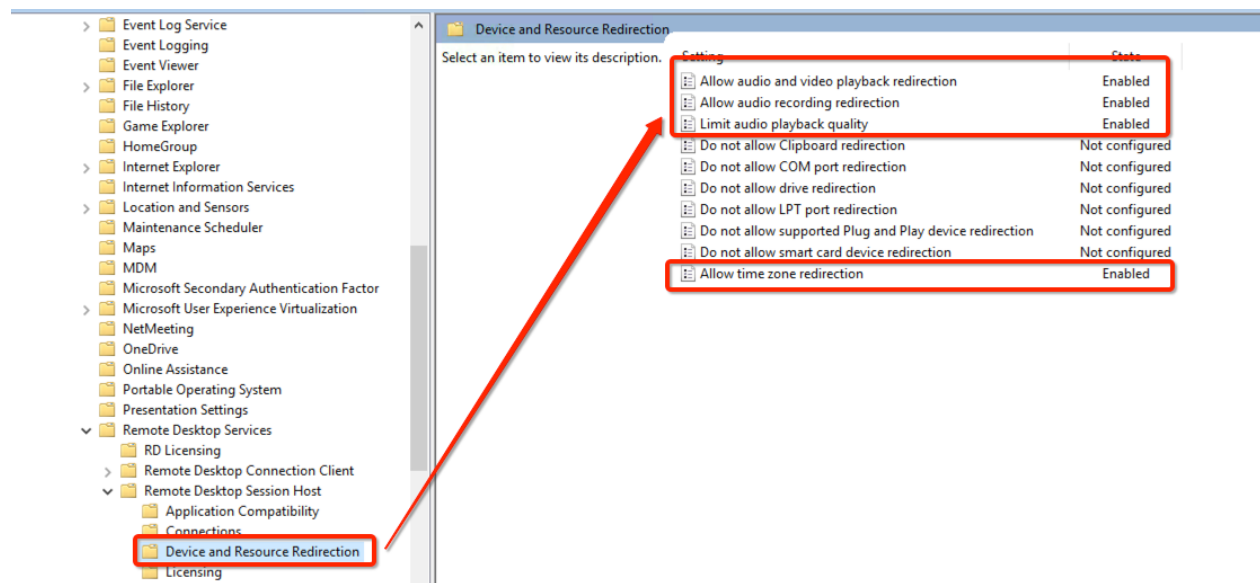 Event Log Service
Event Logging
Event Viewer
File Explorer
File History
Game Explorer
HomeGroup
Internet Explorer
Internet Information Services
Location and Sensors
Maintenance Scheduler
Maps
MDM
Microsoft Secondary Authentication Factor
Microsoft User Experience Virtualization
NetMeeting
OneDrive
Online Assistance
Portable Operating System
Presentation Settings
Remote Desktop Services
RD Licensing
Remote Desktop Connection Client
Remote Desktop Session Host
Application Compatibility
Connections
Device and Resource Redirection
Licensing
Device and Resource Redirection
Select an item to view its description.
Setting State
Allow audio and video playback redirection Enabled
Allow audio recording redirection Enabled
Limit audio playback quality Enabled
Do not allow Clipboard redirection Not configured
Do not allow COM port redirection Not configured
Do not allow drive redirection Not configured
Do not allow LPT port redirection Not configured
Do not allow supported Plug and Play device redirection Not configured
Do not allow smart card device redirection Not configured
Allow time zone redirection Enabled